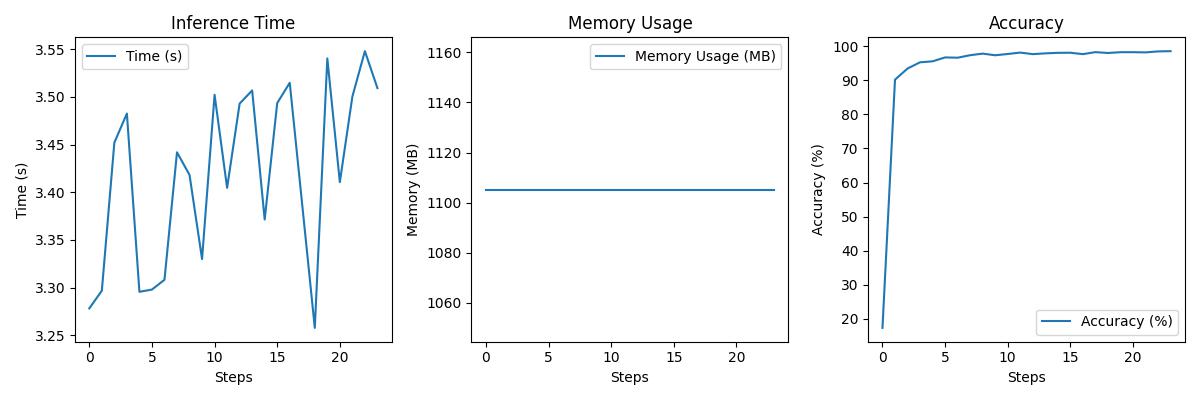 Inference Time
Time (s)
Time (s)
3.55
3.50
3.45
3.40
3.35
3.30
3.25
0 5 10 15 20
Steps
Memory Usage
Memory Usage (MB)
Memory (MB)
1160
1140
1120
1100
1080
1060
0 5 10 15 20
Steps
Accuracy
Accuracy (%)
100
90
80
70
60
50
40
30
20
Accuracy (%)
0 5 10 15 20
Steps